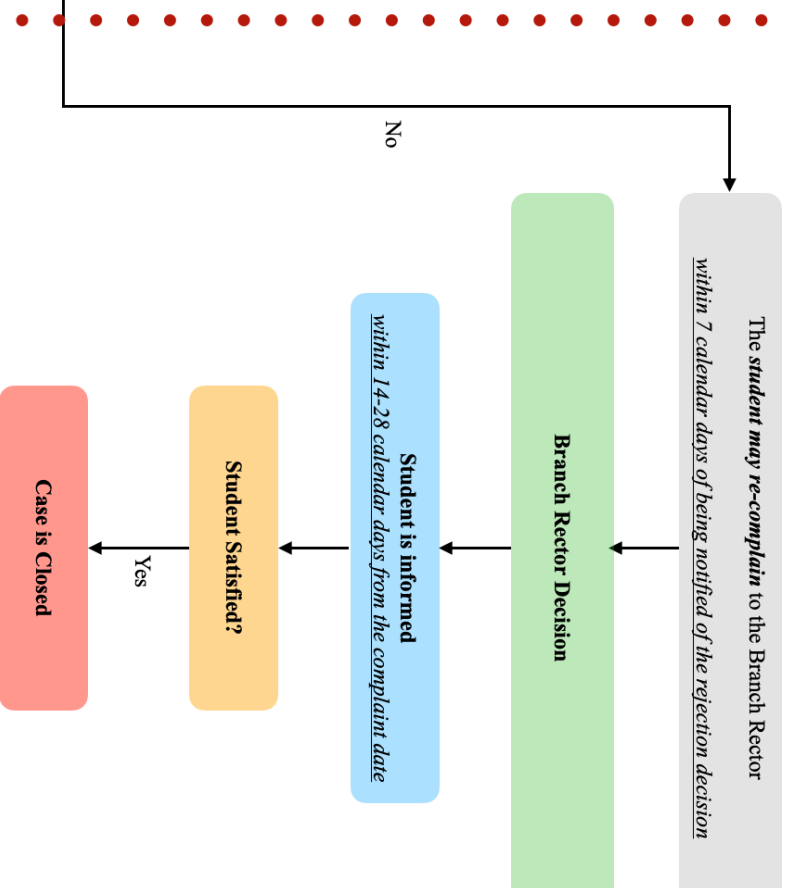 No
The student may re-complain to the Branch Rector
within 7 calendar days of being notified of the rejection decision
Branch Rector Decision
Student is informed
within 14-28 calendar days from the complaint date
Student Satisfied?
Yes
Case is Closed